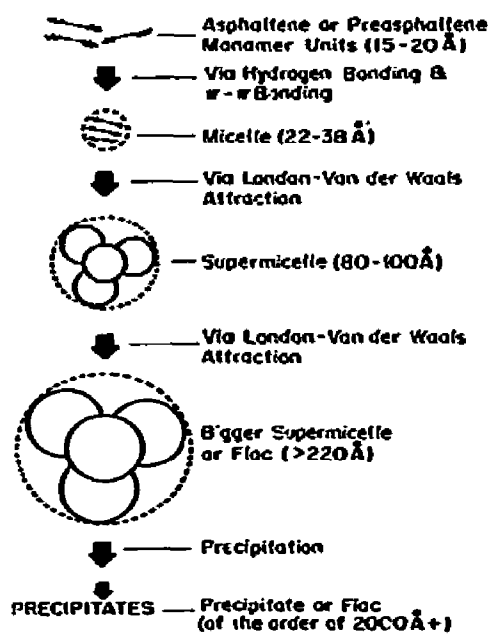 Asphaltene or Preasphaltene
Monamer Units (15-20Å)
Via Hydrogen Bonding &
π-π Bonding
Micelle (22-38Å)
Via London-Van der Waals
Attraction
Supermicelle (80-100Å)
Via London-Van der Waals
Attraction
Bigger Supermicelle
or Floc (>220Å)
Precipitation
PRECIPITATES
Precipitate or Floc
(of the order of 2000Å+)